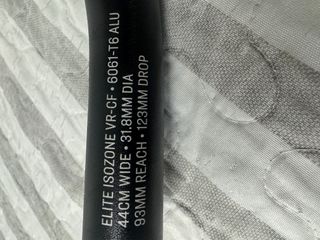 ELITE ISOZONE VR-CF • 6061-T6 ALU
44CM WIDE • 31.8MM DIA
93MM REACH • 123MM DROP